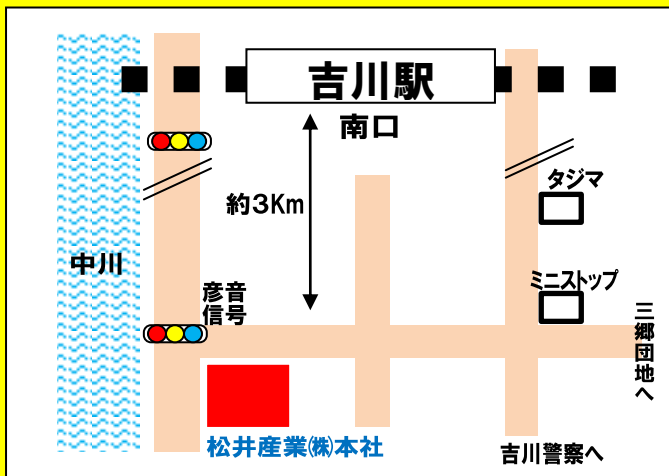 吉川駅
南口
タジマ
約3Km
中川
ミニストップ
彦音
信号
三郷団地へ
松井産業㈱本社
吉川警察へ